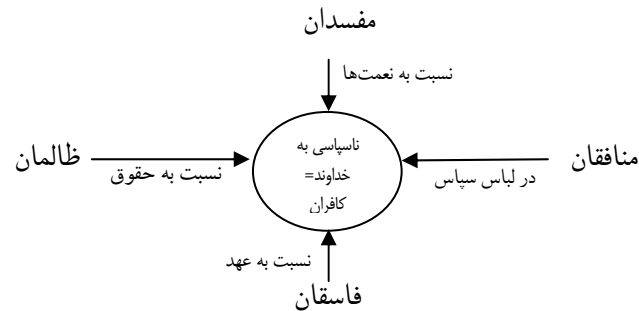 مفسدان
نسبت به نعمت‌ها
ناسپاسی به
خداوند=
کافران
منافقان
در لباس سپاس
ظالمان
نسبت به حقوق
نسبت به عهد
فاسقان